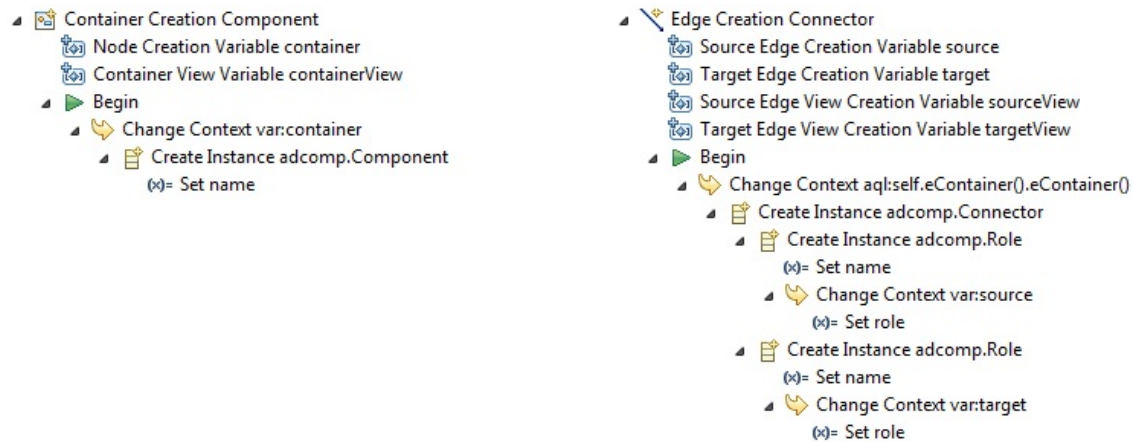 Container Creation Component
Node Creation Variable container
Container View Variable containerView
Begin
Change Context var:container
Create Instance adcomp.Component
(x)= Set name
Edge Creation Connector
Source Edge Creation Variable source
Target Edge Creation Variable target
Source Edge View Creation Variable sourceView
Target Edge View Creation Variable targetView
Begin
Change Context aql:self.eContainer().eContainer()
Create Instance adcomp.Connector
Create Instance adcomp.Role
(x)= Set name
Change Context var:source
(x)= Set role
Create Instance adcomp.Role
(x)= Set name
Change Context var:target
(x)= Set role